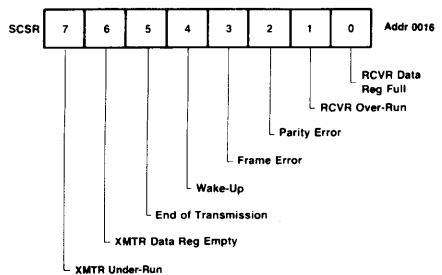 SCSR 7 6 5 4 3 2 1 0 Addr 0016
RCVR Data
Reg Full
RCVR Over-Run
Parity Error
Frame Error
Wake-Up
End of Transmission
XMTR Data Reg Empty
XMTR Under-Run